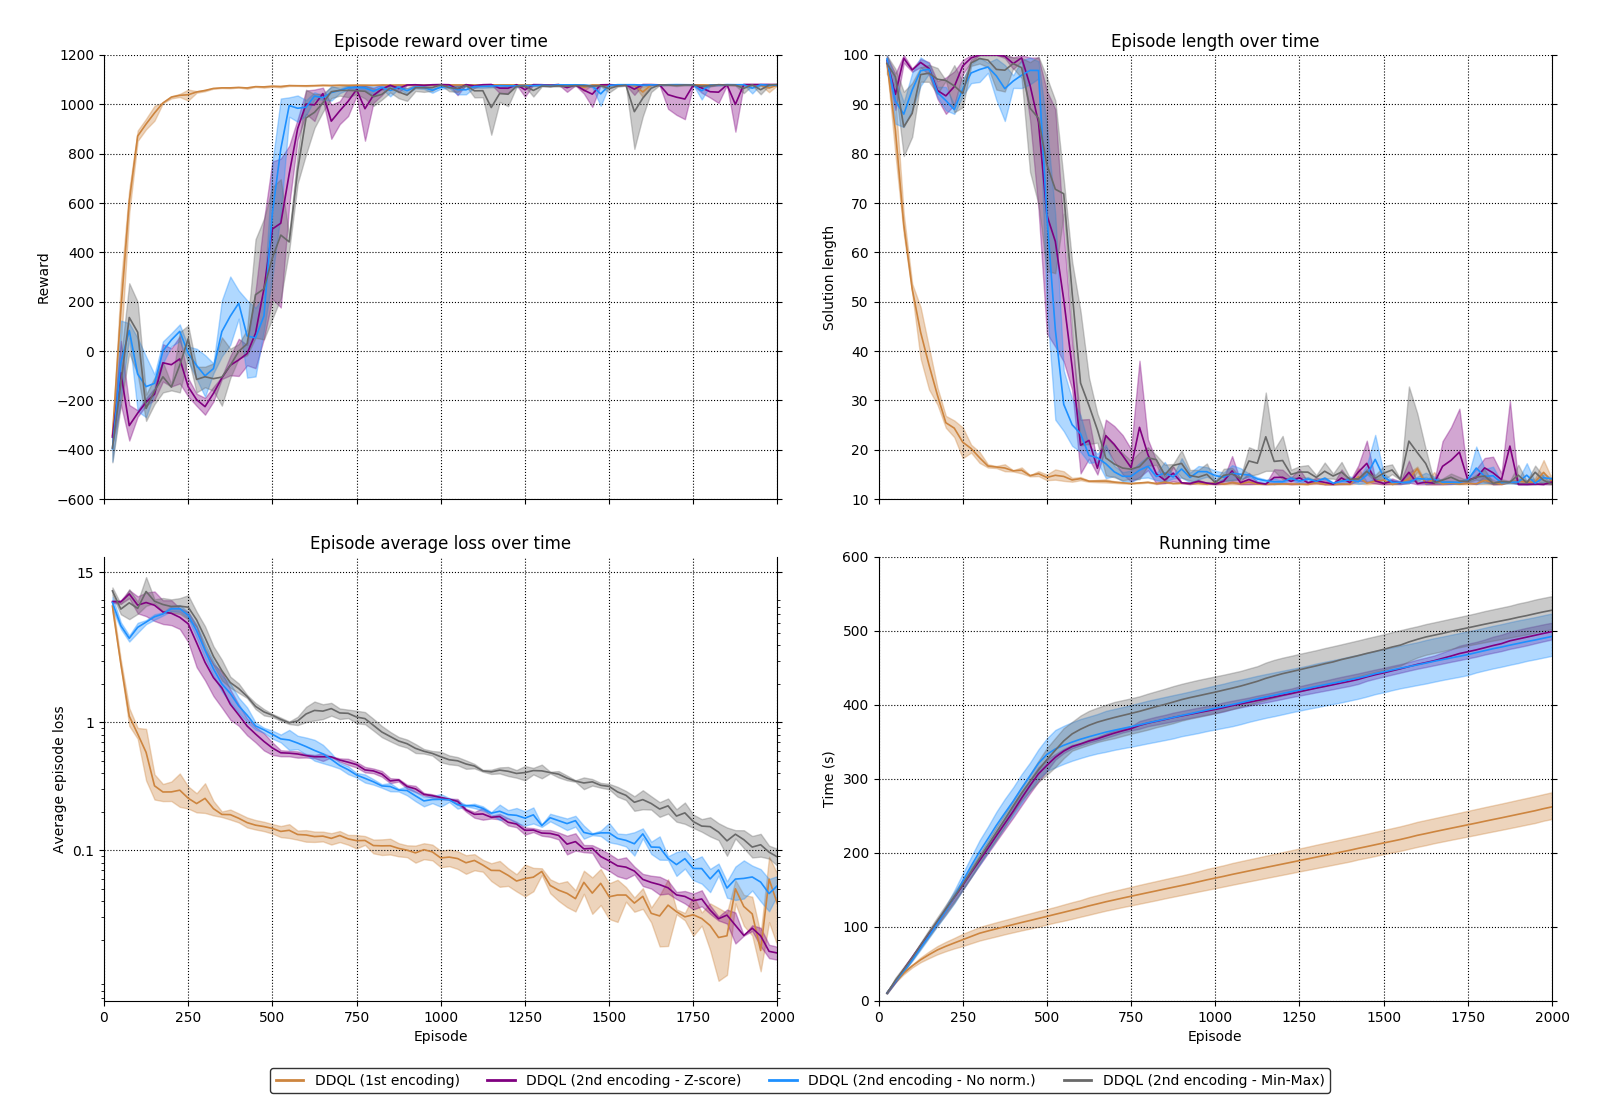 Episode reward over time
1200
1000
800
600
400
200
0
−200
−400
−600
Reward
Episode length over time
100
90
80
70
60
50
40
30
20
10
Solution length
Episode average loss over time
15
1
0.1
Average episode loss
0 250 500 750 1000 1250 1500 1750 2000
Episode
Running time
600
500
400
300
200
100
0
Time (s)
0 250 500 750 1000 1250 1500 1750 2000
Episode
DDQL (1st encoding) DDQL (2nd encoding - Z-score) DDQL (2nd encoding - No norm.) DDQL (2nd encoding - Min-Max)